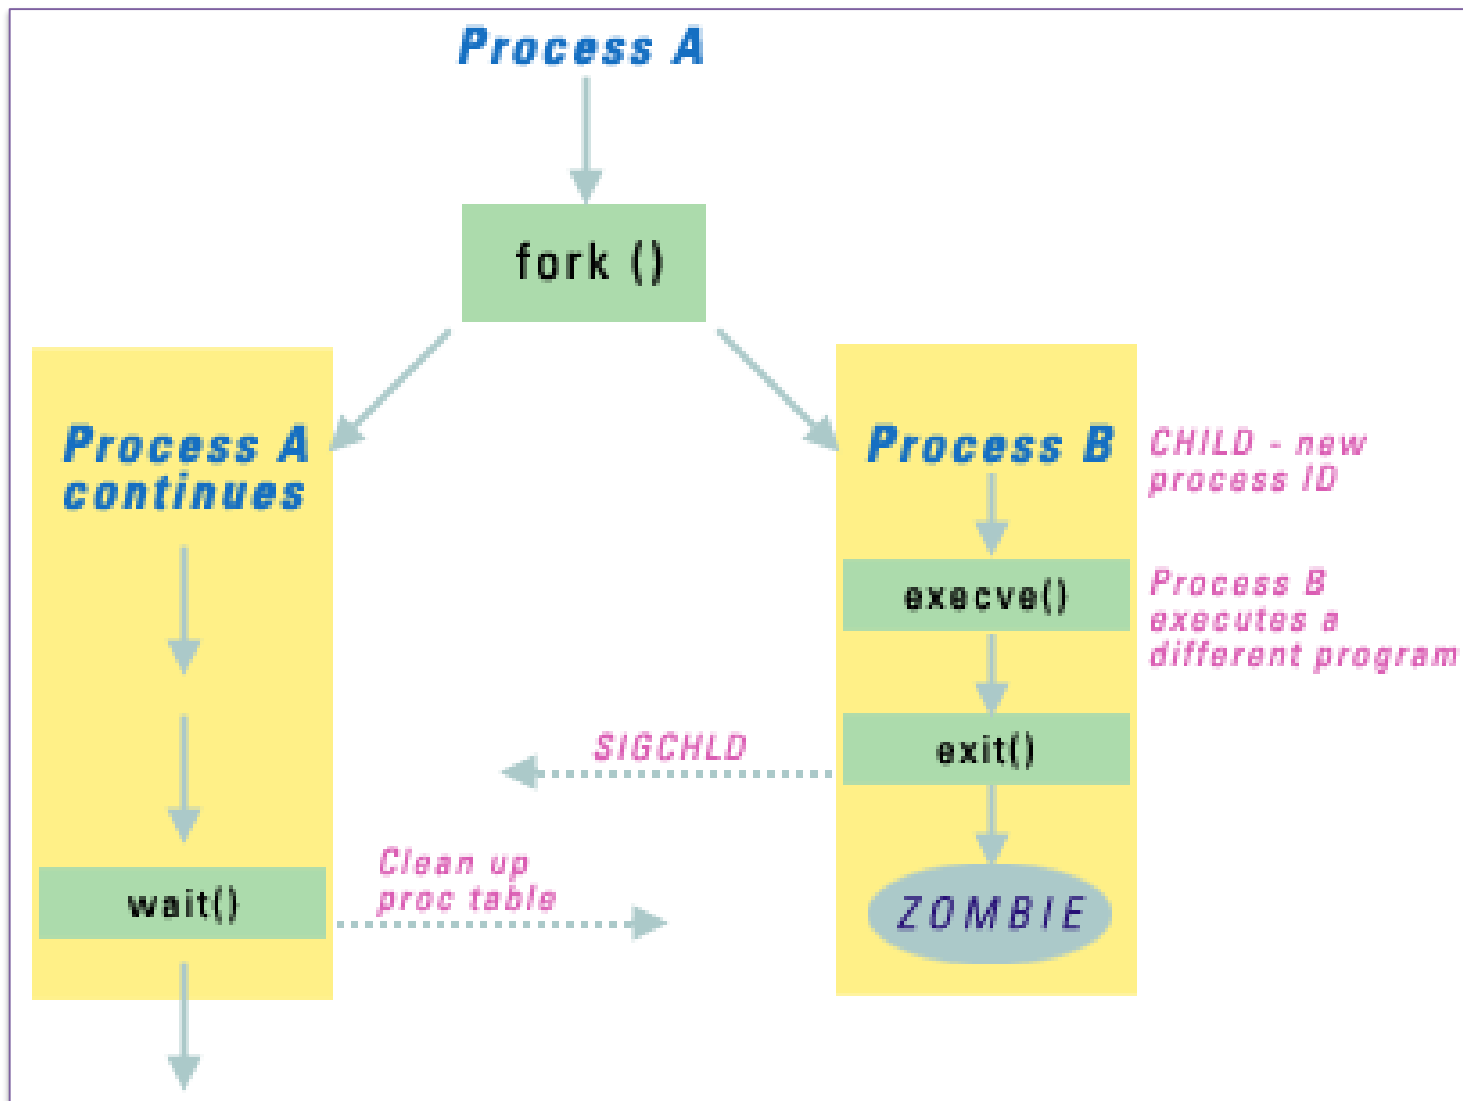 Process A
fork ()
Process A
continues
Process B
CHILD - new
process ID
execve()
Process B
executes a
different program
SIGCHLD
exit()
Clean up
proc table
wait()
ZOMBIE